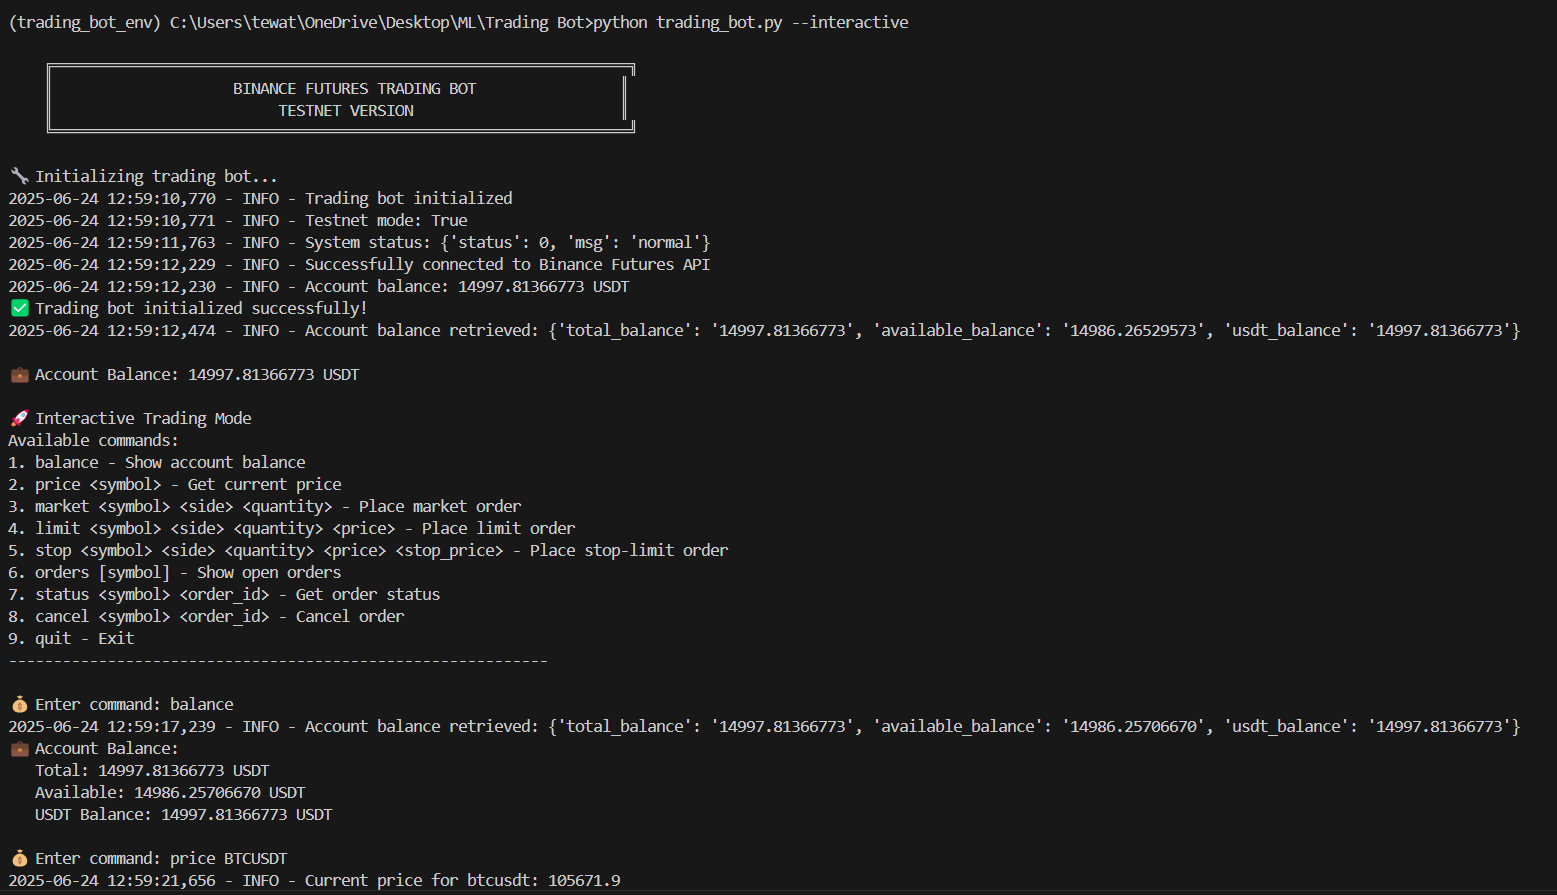 (trading_bot_env) C:\Users\tewat\OneDrive\Desktop\ML\Trading Bot>python trading_bot.py --interactive
BINANCE FUTURES TRADING BOT
TESTNET VERSION
🔧 Initializing trading bot...
2025-06-24 12:59:10,770 - INFO - Trading bot initialized
2025-06-24 12:59:10,771 - INFO - Testnet mode: True
2025-06-24 12:59:11,763 - INFO - System status: {'status': 0, 'msg': 'normal'}
2025-06-24 12:59:12,229 - INFO - Successfully connected to Binance Futures API
2025-06-24 12:59:12,230 - INFO - Account balance: 14997.81366773 USDT
✅ Trading bot initialized successfully!
2025-06-24 12:59:12,474 - INFO - Account balance retrieved: {'total_balance': '14997.81366773', 'available_balance': '14986.26529573', 'usdt_balance': '14997.81366773'}
💼 Account Balance: 14997.81366773 USDT
🚀 Interactive Trading Mode
Available commands:
1. balance - Show account balance
2. price <symbol> - Get current price
3. market <symbol> <side> <quantity> - Place market order
4. limit <symbol> <side> <quantity> <price> - Place limit order
5. stop <symbol> <side> <quantity> <price> <stop_price> - Place stop-limit order
6. orders [symbol] - Show open orders
7. status <symbol> <order_id> - Get order status
8. cancel <symbol> <order_id> - Cancel order
9. quit - Exit
------------------------------------------------------------
💰 Enter command: balance
2025-06-24 12:59:17,239 - INFO - Account balance retrieved: {'total_balance': '14997.81366773', 'available_balance': '14986.25706670', 'usdt_balance': '14997.81366773'}
💼 Account Balance:
Total: 14997.81366773 USDT
Available: 14986.25706670 USDT
USDT Balance: 14997.81366773 USDT
💰 Enter command: price BTCUSDT
2025-06-24 12:59:21,656 - INFO - Current price for btcusdt: 105671.9